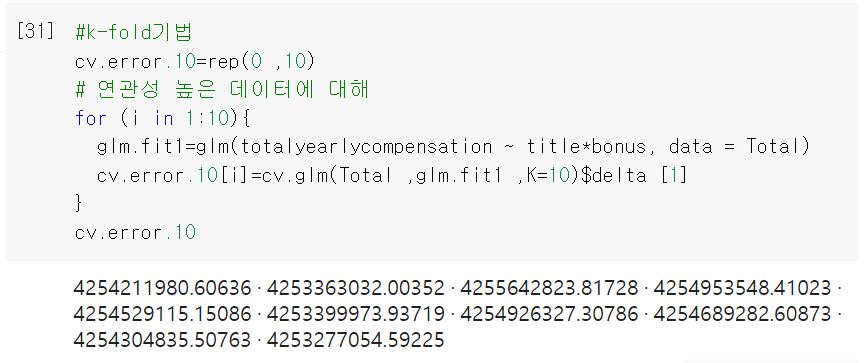 [31] #k-fold기법
cv.error.10=rep(0 ,10)
# 연관성 높은 데이터에 대해
for (i in 1:10){
  glm.fit1=glm(totalyearlycompensation ~ title*bonus, data = Total)
  cv.error.10[i]=cv.glm(Total ,glm.fit1 ,K=10)$delta [1]
}
cv.error.10
4254211980.60636 · 4253363032.00352 · 4255642823.81728 · 4254953548.41023 ·
4254529115.15086 · 4253399973.93719 · 4254926327.30786 · 4254689282.60873 ·
4254304835.50763 · 4253277054.59225